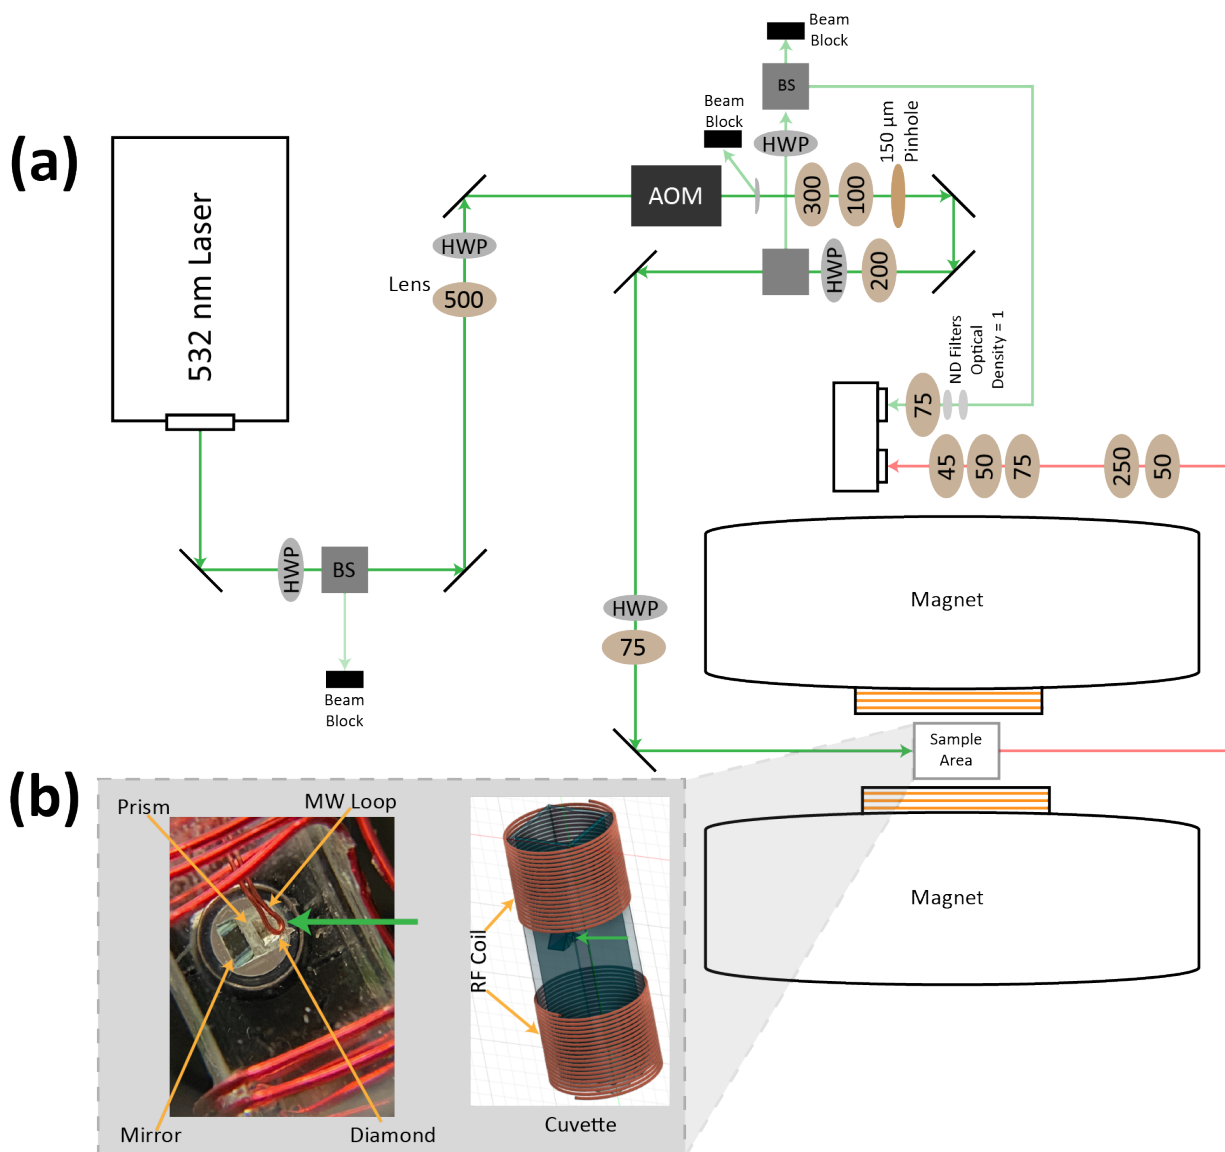 (a)
532 nm Laser
HWP
BS
Beam
Block
Lens
500
HWP
AOM
Beam
Block
Beam
Block
BS
HWP
300
100
150 µm
Pinhole
200
HWP
ND Filters
Optical
Density = 1
75
45
50
75
250
50
HWP
75
Magnet
Sample
Area
Magnet
(b)
Prism
MW Loop
Mirror
Diamond
RF Coil
Cuvette